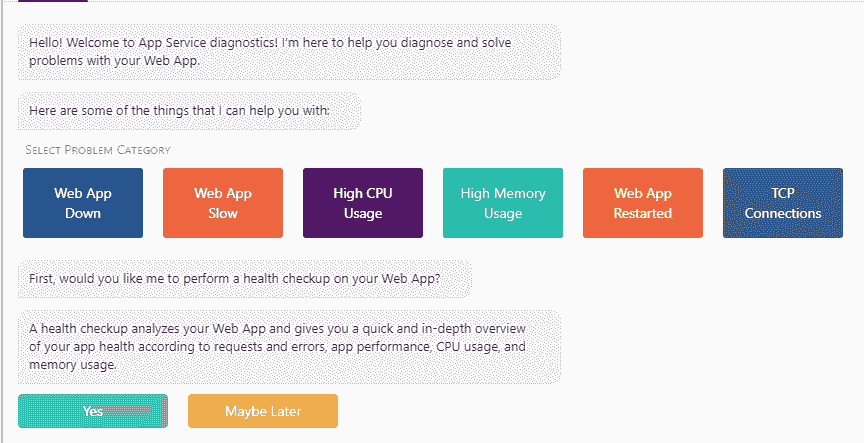 Hello! Welcome to App Service diagnostics! I'm here to help you diagnose and solve
problems with your Web App.
Here are some of the things that I can help you with:
Select Problem Category
Web App
Down
Web App
Slow
High CPU
Usage
High Memory
Usage
Web App
Restarted
TCP
Connections
First, would you like me to perform a health checkup on your Web App?
A health checkup analyzes your Web App and gives you a quick and in-depth overview
of your app health according to requests and errors, app performance, CPU usage, and
memory usage.
Yes
Maybe Later